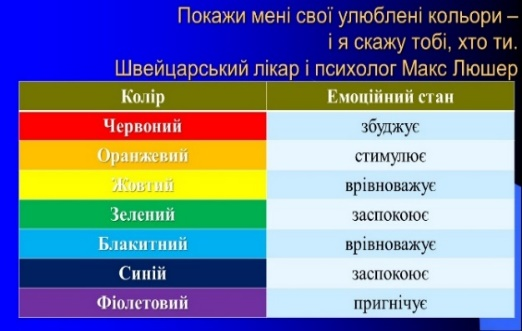 Покажи мені свої улюблені кольори –
і я скажу тобі, хто ти.
Швейцарський лікар і психолог Макс Люшер
Колір Емоційний стан
Червоний збуджує
Оранжевий стимулює
Жовтий врівноважує
Зелений заспокоює
Блакитний врівноважує
Синій заспокоює
Фіолетовий пригнічує